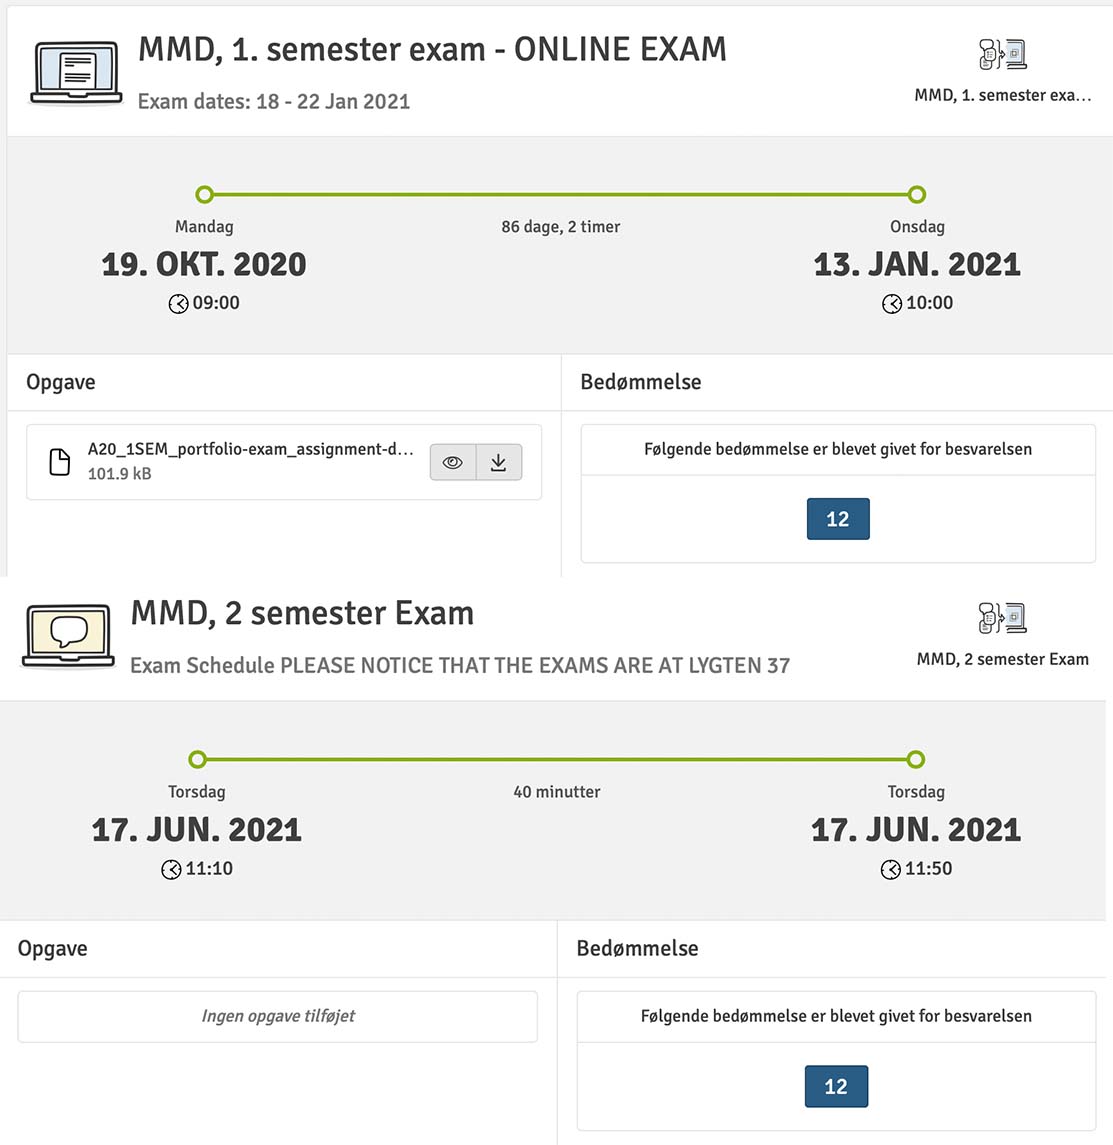 MMD, 1. semester exam - ONLINE EXAM
Exam dates: 18 - 22 Jan 2021
MMD, 1. semester exa...
Mandag
86 dage, 2 timer
Onsdag
19. OKT. 2020
13. JAN. 2021
09:00
10:00
Opgave
Bedømmelse
A20_1SEM_portfolio-exam_assignment-d...
101.9 kB
Følgende bedømmelse er blevet givet for besvarelsen
12
MMD, 2 semester Exam
Exam Schedule PLEASE NOTICE THAT THE EXAMS ARE AT LYGTEN 37
MMD, 2 semester Exam
Torsdag
40 minutter
Torsdag
17. JUN. 2021
17. JUN. 2021
11:10
11:50
Opgave
Bedømmelse
Ingen opgave tilføjet
Følgende bedømmelse er blevet givet for besvarelsen
12